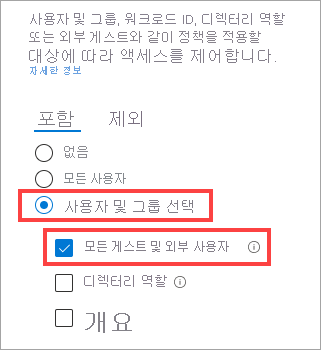 사용자 및 그룹, 워크로드 ID, 디렉터리 역할
또는 외부 게스트와 같이 정책을 적용할
대상에 따라 액세스를 제어합니다.
자세한 정보
포함 제외
없음
모든 사용자
사용자 및 그룹 선택
모든 게스트 및 외부 사용자
디렉터리 역할
개요